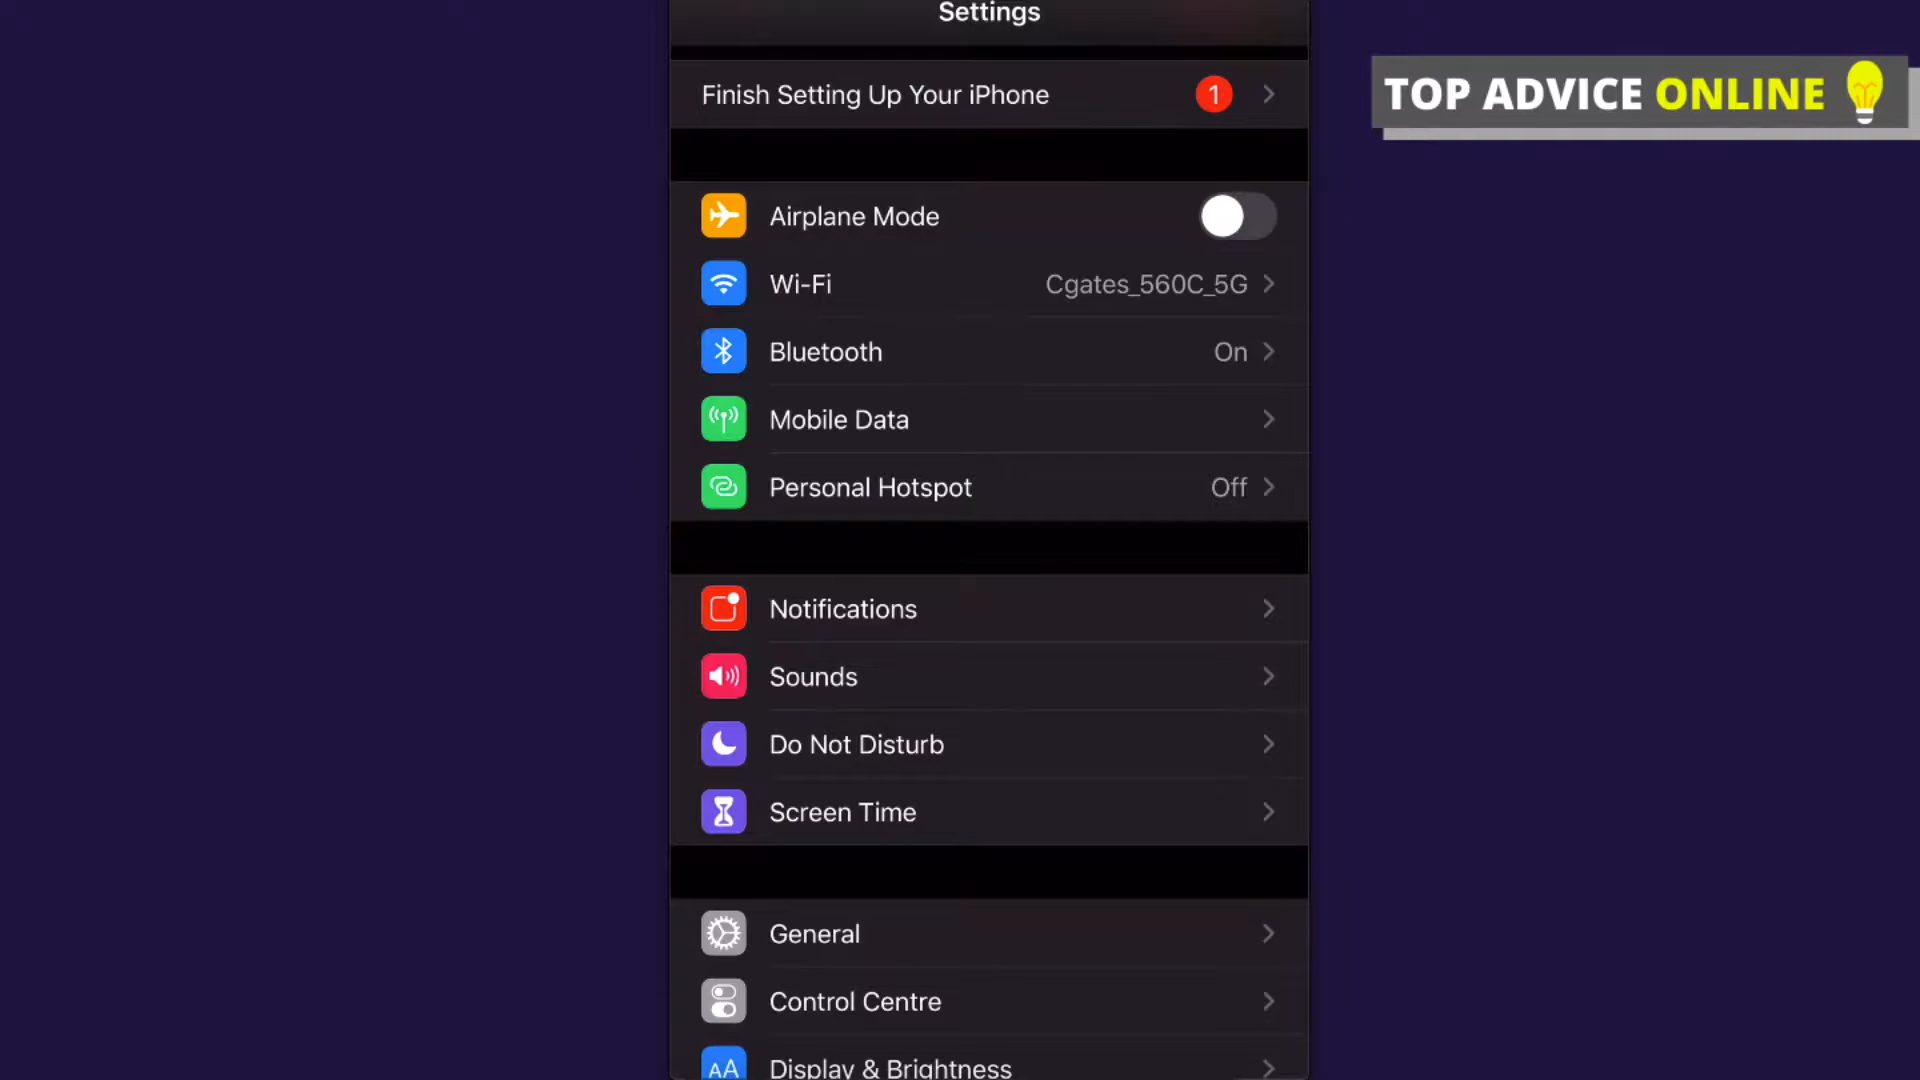 Settings
TOP ADVICE ONLINE
Finish Setting Up Your iPhone 1
Airplane Mode
Wi-Fi Cgates_560C_5G
Bluetooth On
Mobile Data
Personal Hotspot Off
Notifications
Sounds
Do Not Disturb
Screen Time
General
Control Centre
AA Display & Brightness